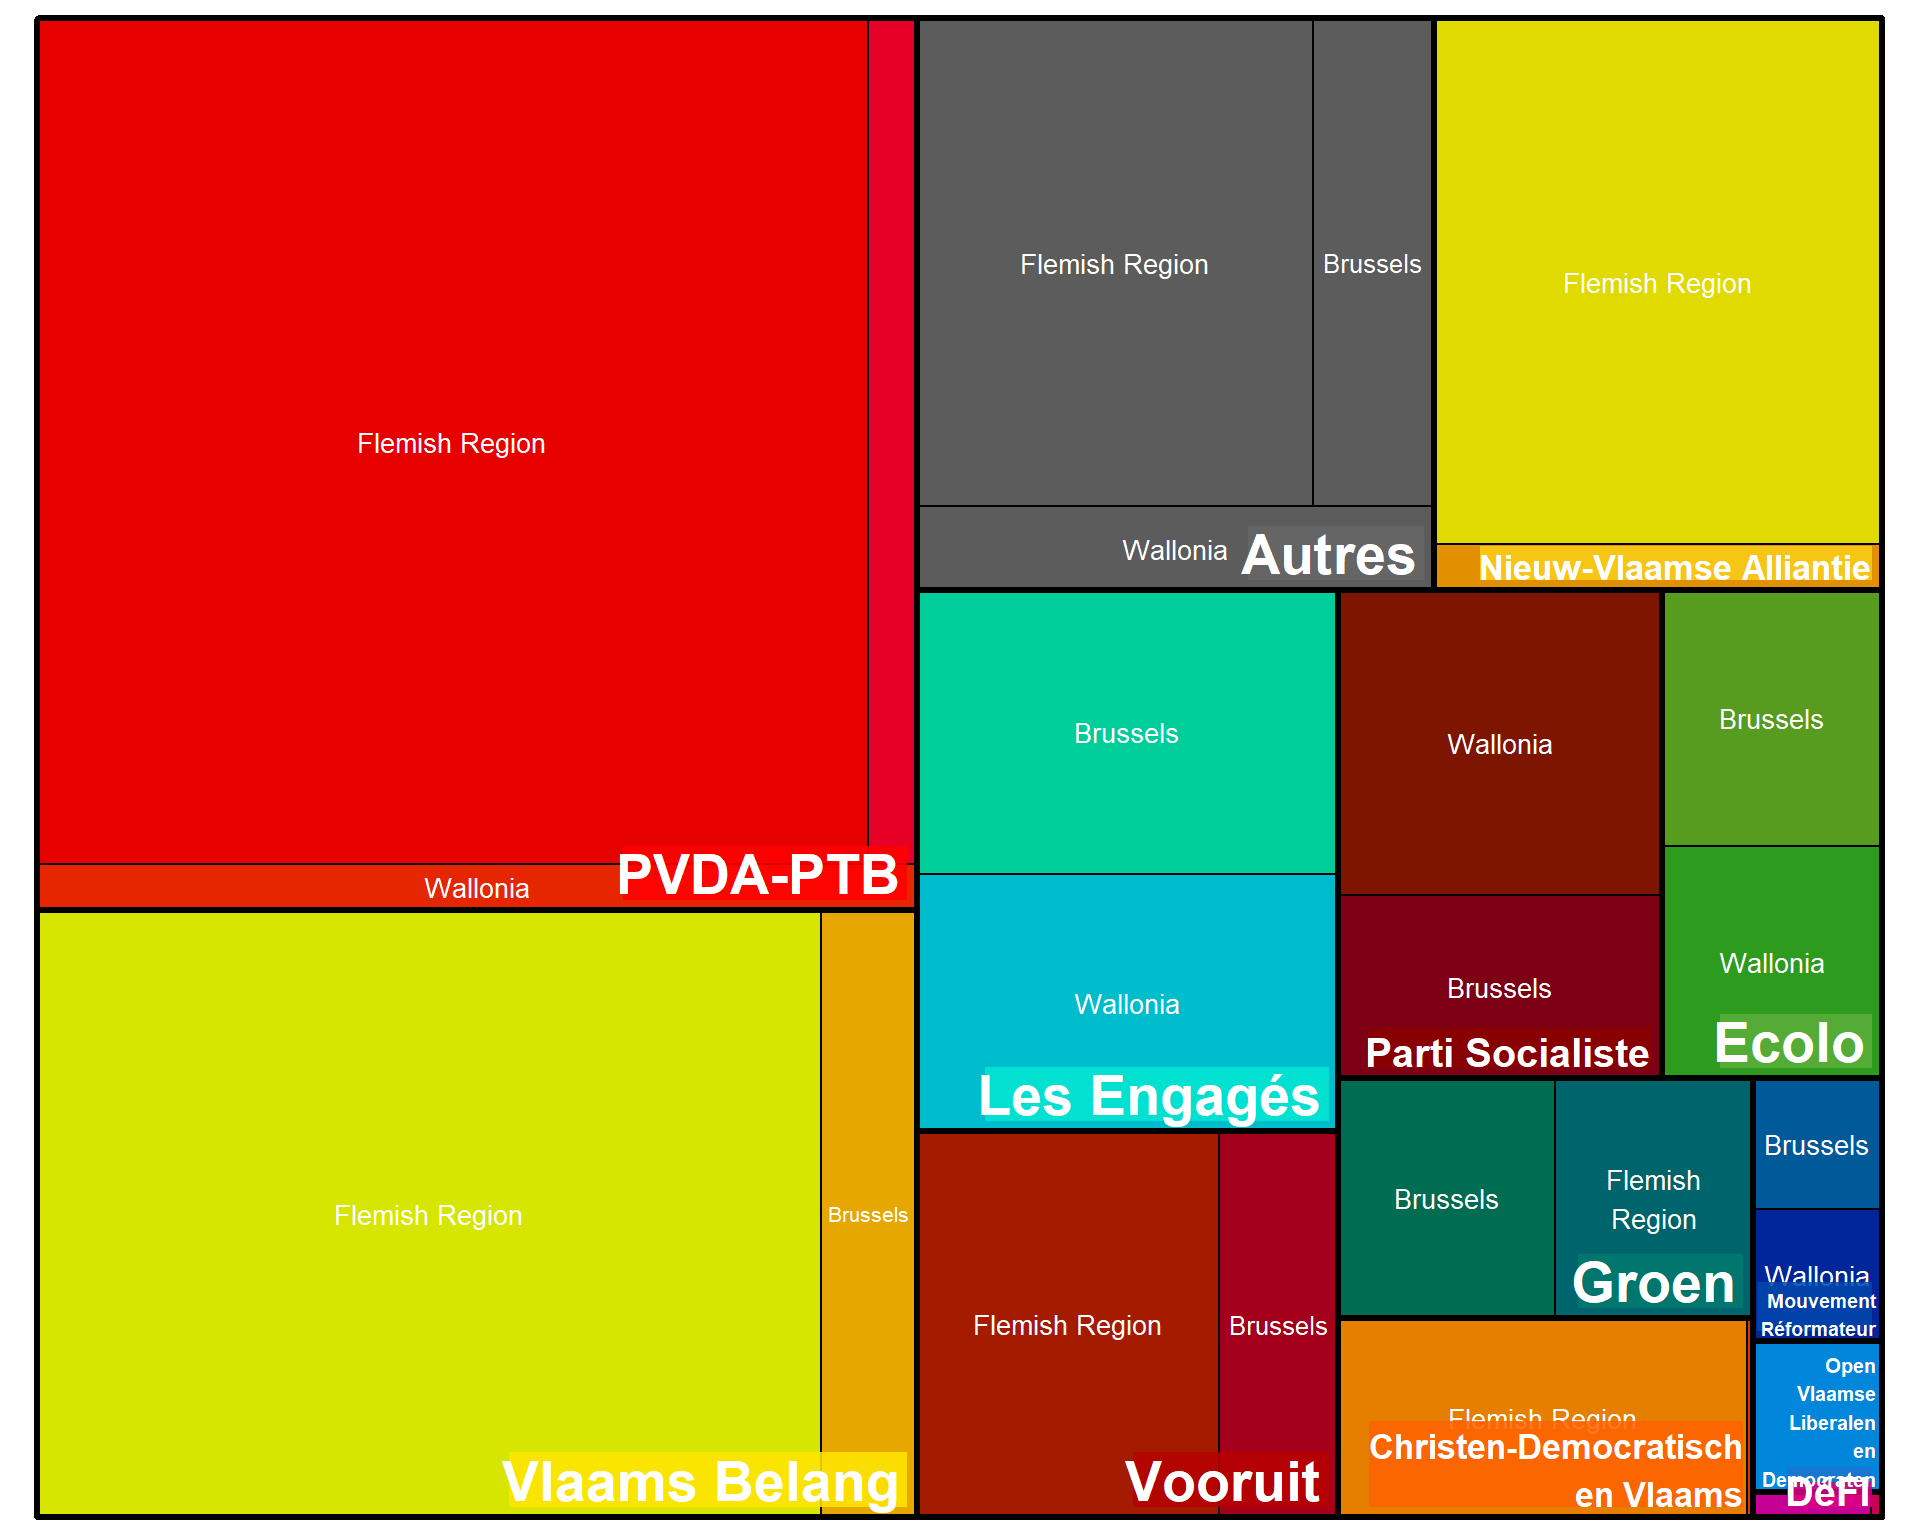 Flemish Region
Wallonia
PVDA-PTB
Flemish Region
Brussels
Vlaams Belang
Flemish Region
Brussels
Wallonia
Autres
Flemish Region
Nieuw-Vlaamse Alliantie
Brussels
Wallonia
Les Engagés
Wallonia
Brussels
Parti Socialiste
Brussels
Wallonia
Ecolo
Flemish Region
Brussels
Vooruit
Brussels
Flemish
Region
Groen
Brussels
Wallonia
Mouvement
Réformateur
Flemish Region
Christen-Democratisch
en Vlaams
Open
Vlaamse
Liberalen
en
Democraten
DéFI